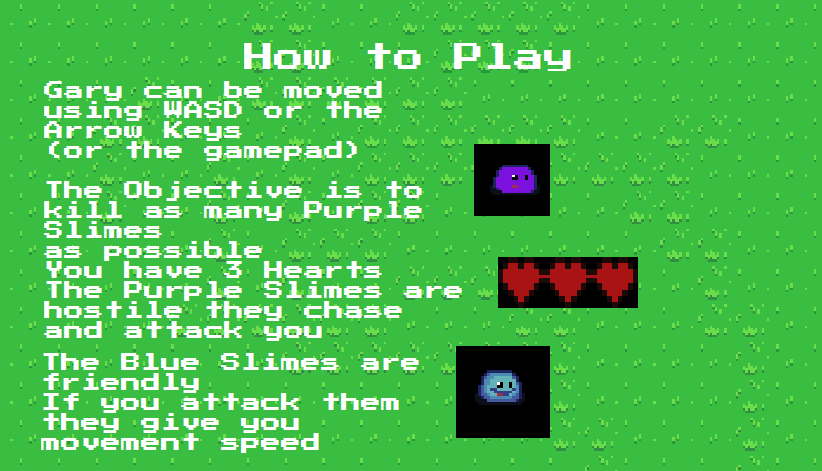 How to Play
Gary can be moved
using WASD or the
Arrow Keys
(or the gamepad)
The Objective is to
kill as many Purple
Slimes
as possible
You have 3 Hearts
The Purple Slimes are
hostile they chase
and attack you
The Blue Slimes are
friendly
If you attack them
they give you
movement speed